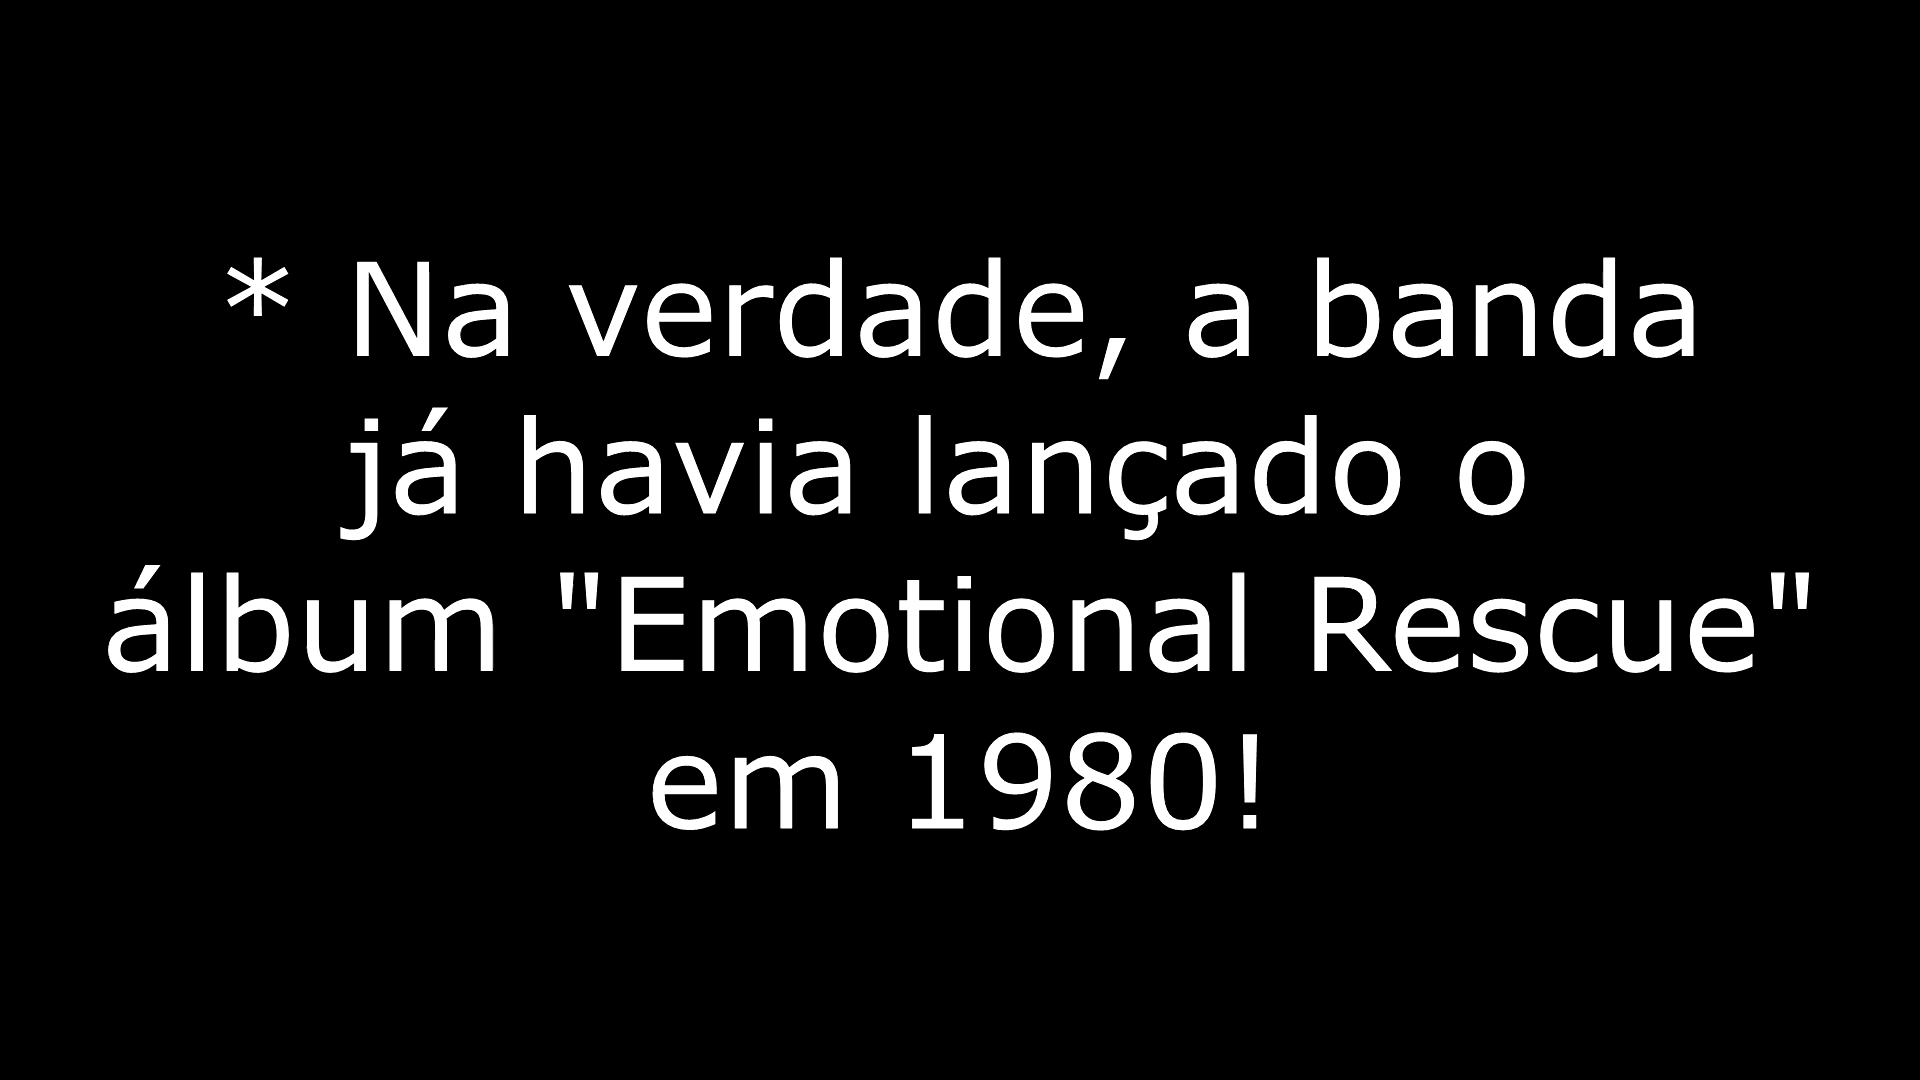 * Na verdade, a banda
já havia lançado o
álbum "Emotional Rescue"
em 1980!